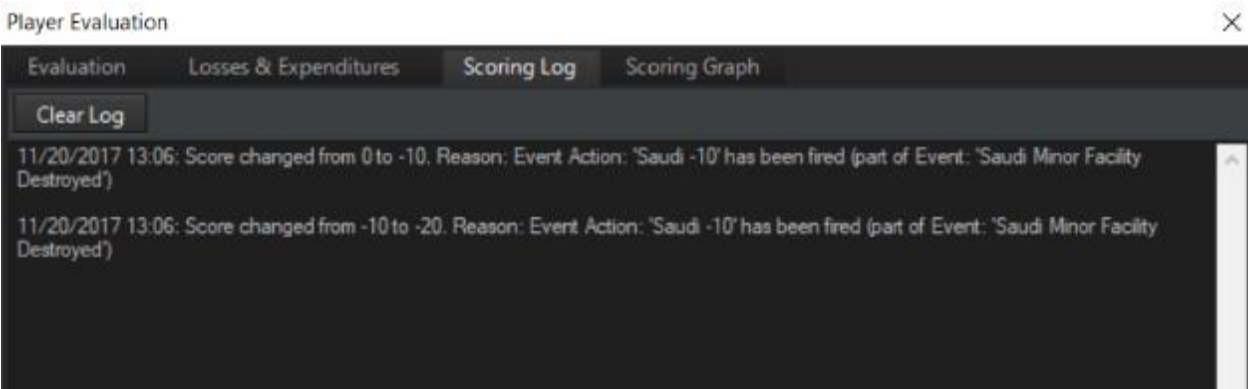 Player Evaluation
Evaluation Losses & Expenditures Scoring Log Scoring Graph
Clear Log
11/20/2017 13:06: Score changed from 0 to -10. Reason: Event Action: 'Saudi -10' has been fired (part of Event: 'Saudi Minor Facility
Destroyed')
11/20/2017 13:06: Score changed from -10 to -20. Reason: Event Action: 'Saudi -10' has been fired (part of Event: 'Saudi Minor Facility
Destroyed')